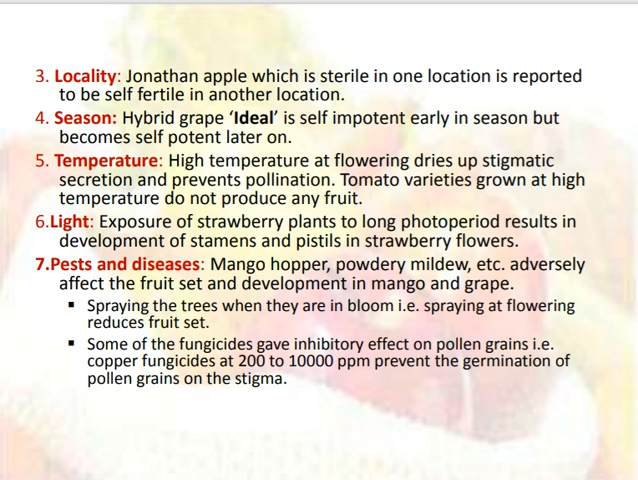 3. Locality: Jonathan apple which is sterile in one location is reported
to be self fertile in another location.
4. Season: Hybrid grape ‘Ideal’ is self impotent early in season but
becomes self potent later on.
5. Temperature: High temperature at flowering dries up stigmatic
secretion and prevents pollination. Tomato varieties grown at high
temperature do not produce any fruit.
6.Light: Exposure of strawberry plants to long photoperiod results in
development of stamens and pistils in strawberry flowers.
7.Pests and diseases: Mango hopper, powdery mildew, etc. adversely
affect the fruit set and development in mango and grape.
▪ Spraying the trees when they are in bloom i.e. spraying at flowering
reduces fruit set.
▪ Some of the fungicides gave inhibitory effect on pollen grains i.e.
copper fungicides at 200 to 10000 ppm prevent the germination of
pollen grains on the stigma.